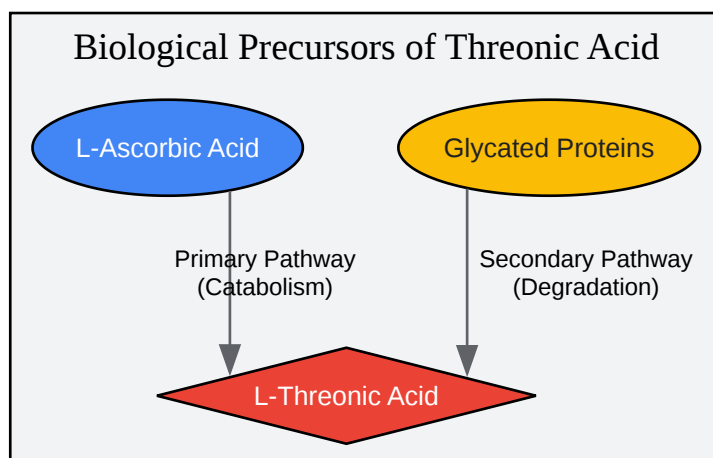 Biological Precursors of Threonic Acid
L-Ascorbic Acid
Glycated Proteins
Primary Pathway
(Catabolism)
Secondary Pathway
(Degradation)
L-Threonic Acid